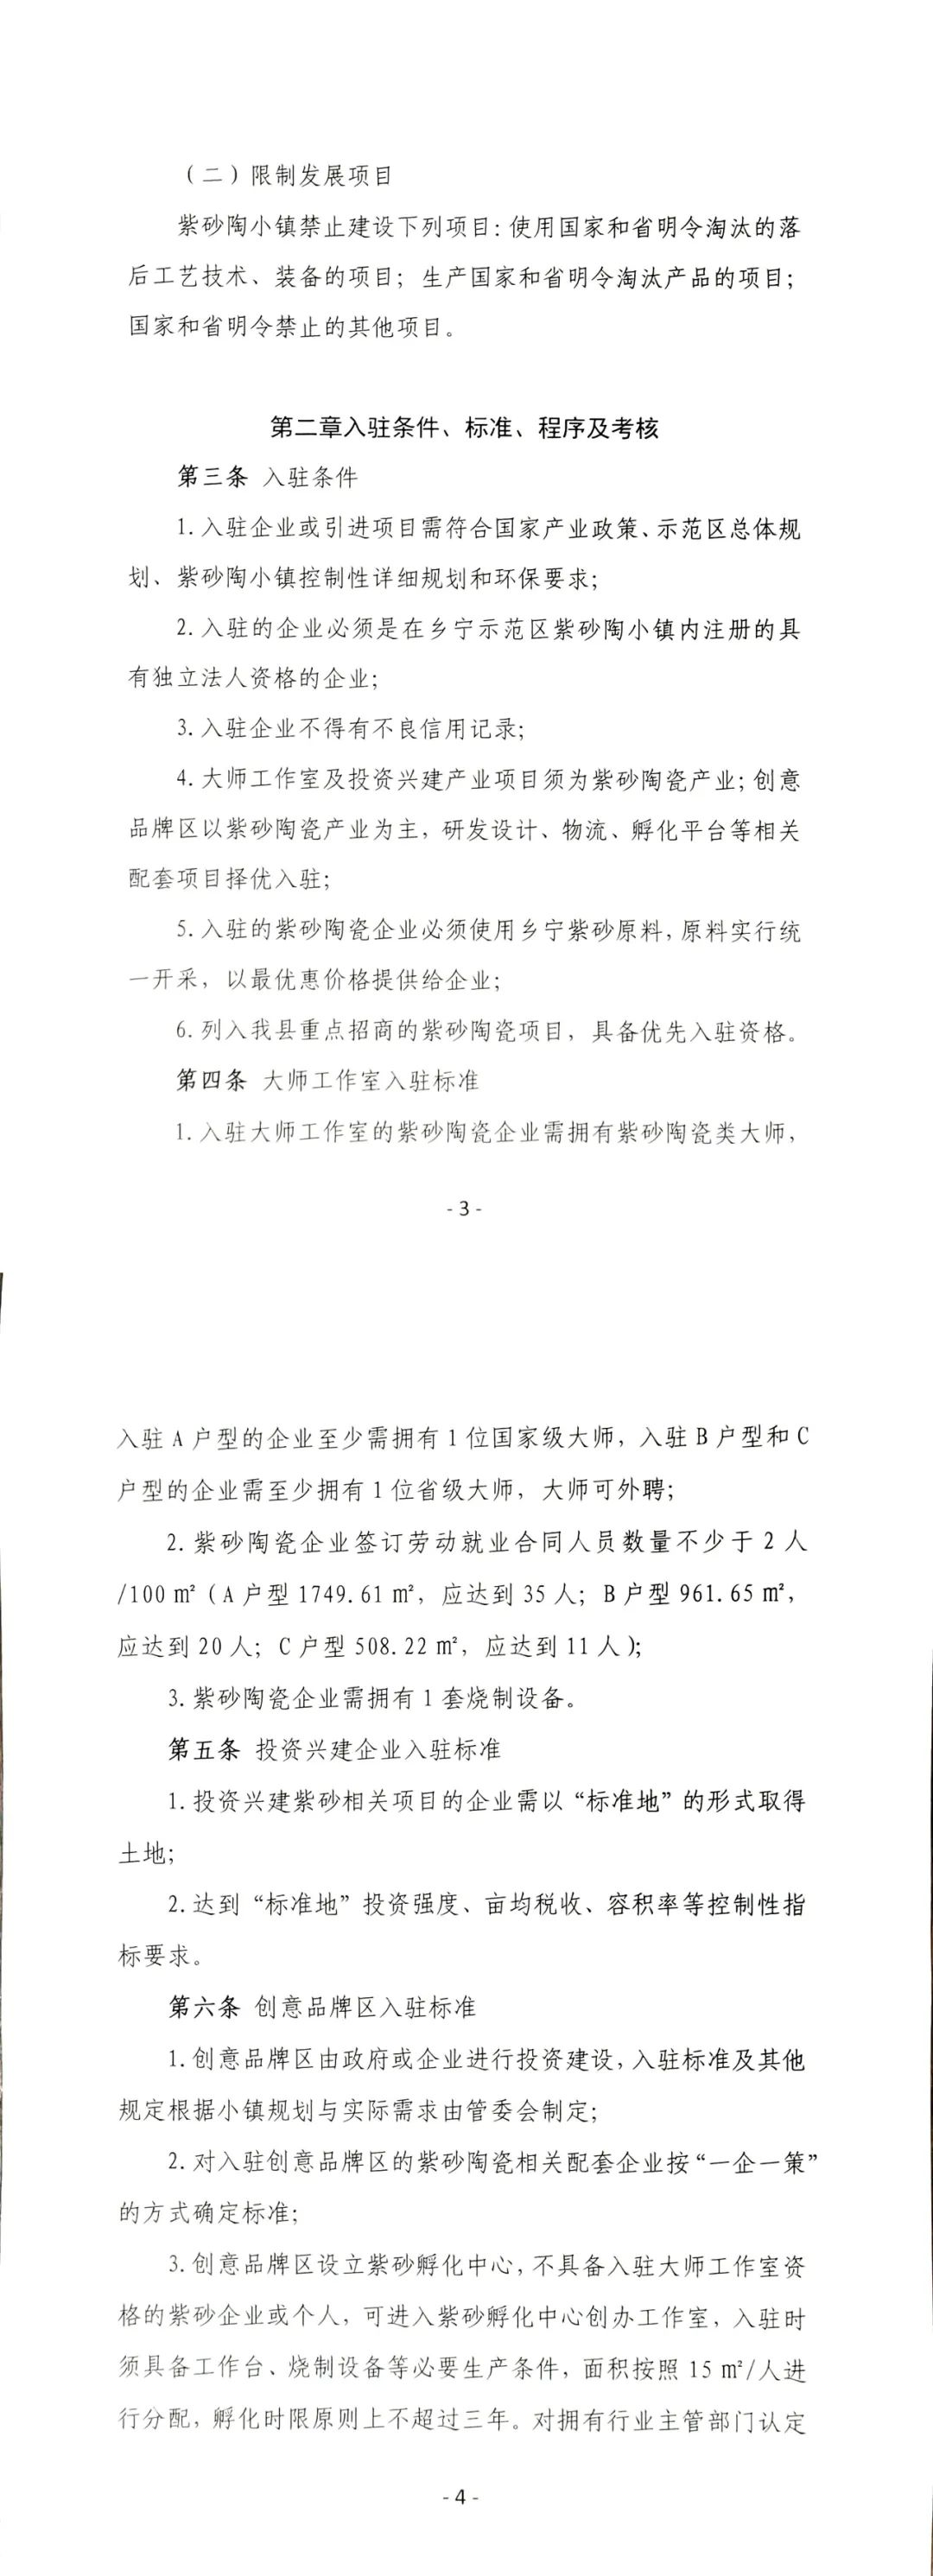 （二）限制发展项目
紫砂陶小镇禁止建设下列项目：使用国家和省明令淘汰的落
后工艺技术、装备的项目；生产国家和省明令淘汰产品的项目；
国家和省明令禁止的其他项目。
第二章入驻条件、标准、程序及考核
第三条 入驻条件
1.入驻企业或引进项目需符合国家产业政策、示范区总体规
划、紫砂陶小镇控制性详细规划和环保要求；
2.入驻的企业必须是在乡宁示范区紫砂陶小镇内注册的具
有独立法人资格的企业；
3.入驻企业不得有不良信用记录；
4.大师工作室及投资兴建产业项目须为紫砂陶瓷产业；创意
品牌区以紫砂陶瓷产业为主，研发设计、物流、孵化平台等相关
配套项目择优入驻；
5.入驻的紫砂陶瓷企业必须使用乡宁紫砂原料，原料实行统
一开采，以最优惠价格提供给企业；
6.列入我县重点招商的紫砂陶瓷项目，具备优先入驻资格。
第四条 大师工作室入驻标准
1.入驻大师工作室的紫砂陶瓷企业需拥有紫砂陶瓷类大师，
- 3 -
入驻 A 户型的企业至少需拥有 1 位国家级大师，入驻 B 户型和 C
户型的企业需至少拥有 1 位省级大师，大师可外聘；
2.紫砂陶瓷企业签订劳动就业合同人员数量不少于 2 人
/100 ㎡（A 户型 1749.61 ㎡，应达到 35 人；B 户型 961.65 ㎡，
应达到 20 人；C 户型 508.22 ㎡，应达到 11 人）；
3.紫砂陶瓷企业需拥有 1 套烧制设备。
第五条 投资兴建企业入驻标准
1.投资兴建紫砂相关项目的企业需以“标准地”的形式取得
土地；
2.达到“标准地”投资强度、亩均税收、容积率等控制性指
标要求。
第六条 创意品牌区入驻标准
1.创意品牌区由政府或企业进行投资建设，入驻标准及其他
规定根据小镇规划与实际需求由管委会制定；
2.对入驻创意品牌区的紫砂陶瓷相关配套企业按“一企一策”
的方式确定标准；
3.创意品牌区设立紫砂孵化中心，不具备入驻大师工作室资
格的紫砂企业或个人，可进入紫砂孵化中心创办工作室，入驻时
须具备工作台、烧制设备等必要生产条件，面积按照 15 ㎡/人进
行分配，孵化时限原则上不超过三年。对拥有行业主管部门认定
- 4 -